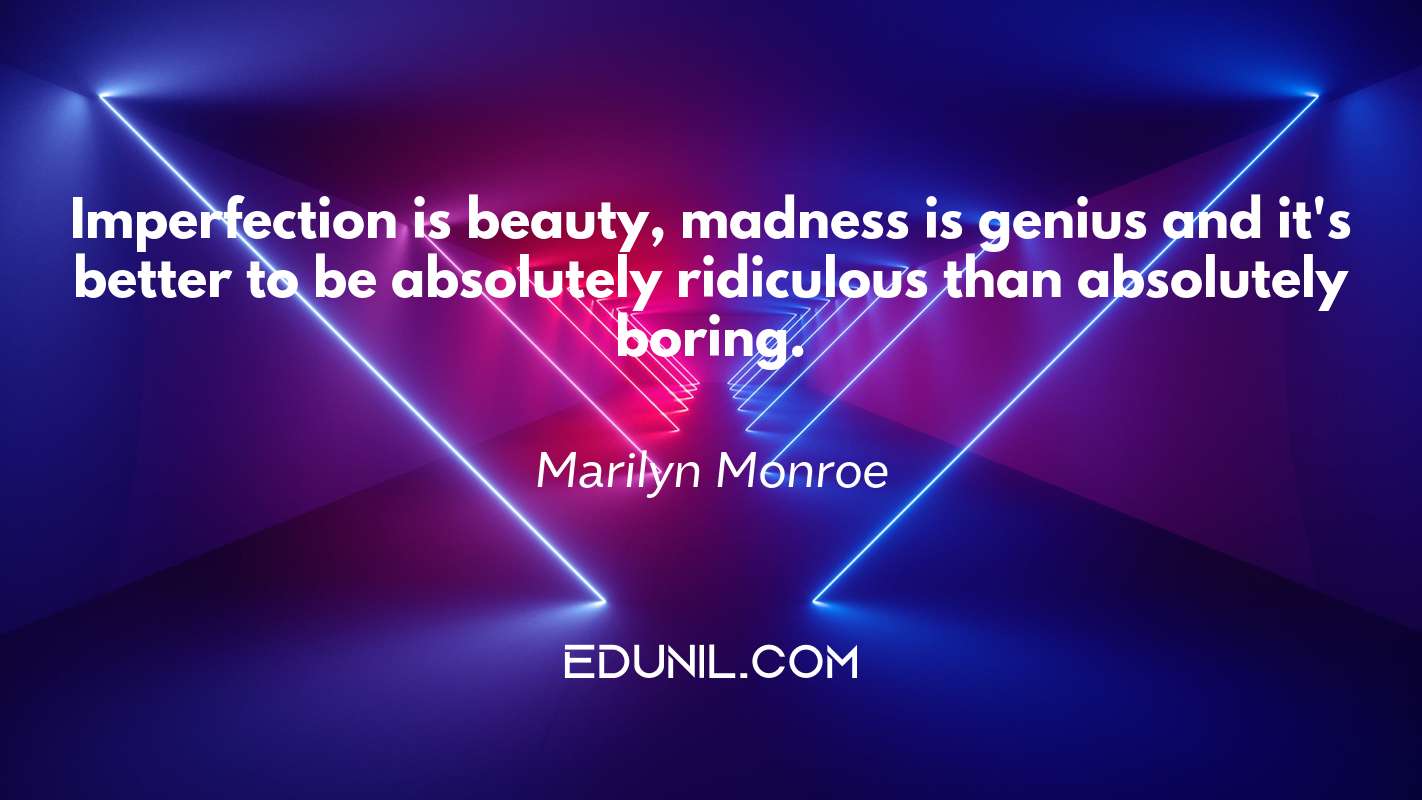 Imperfection is beauty, madness is genius and it's
better to be absolutely ridiculous than absolutely
boring.
Marilyn Monroe
EDUNIL.COM